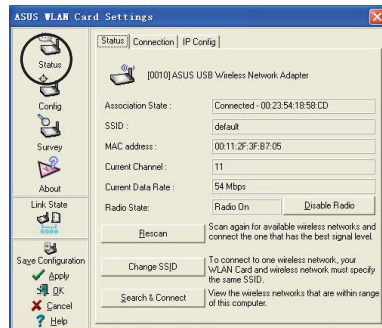 ASUS WLAN Card Settings
Status
Config
Survey
About
Link State
Save Configuration
Apply
OK
Cancel
Help
Status Connection IP Config
[0010] ASUS USB Wireless Network Adapter
Association State : Connected - 00:23:54:18:58:CD
SSID : default
MAC address : 00:11:2F:3F:B7:05
Current Channel : 11
Current Data Rate : 54 Mbps
Radio State: Radio On Disable Radio
Rescan
Scan again for available wireless networks and
connect the one that has the best signal level.
Change SSID
To connect to one wireless network, your
WLAN Card and wireless network must specify
the same SSID.
Search & Connect
View the wireless networks that are within range
of this computer.